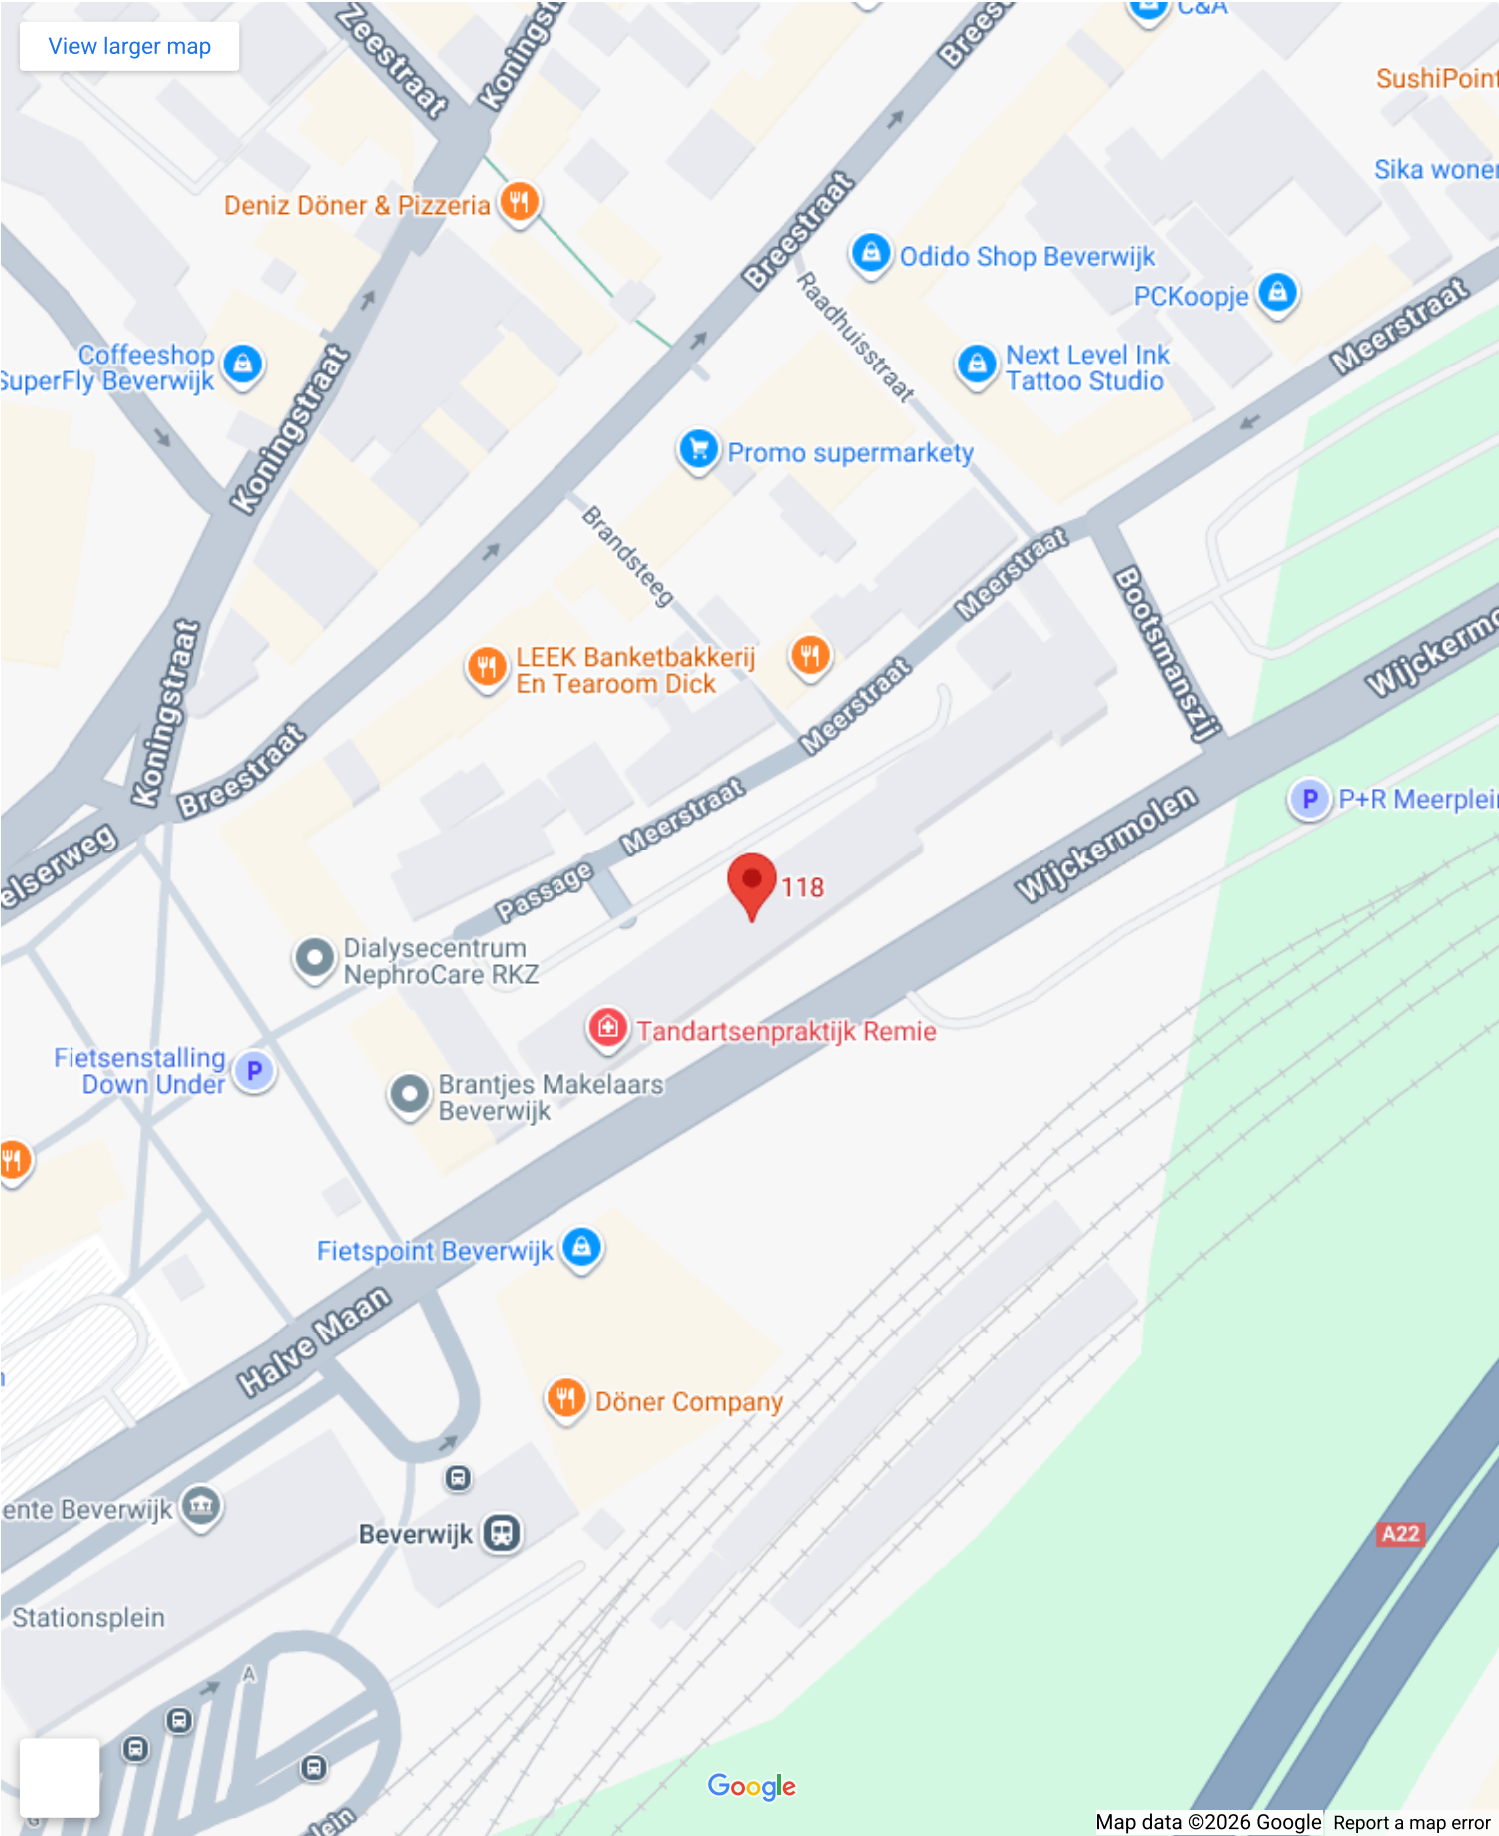 View larger map
Zeestraat
C&A
SushiPoint
Sika wonen
Deniz Döner & Pizzeria
Breestraat
Odido Shop Beverwijk
PCKoopje
Raadhuisstraat
Meerstraat
Coffeeshop
SuperFly Beverwijk
Next Level Ink
Tattoo Studio
Koningstraat
Promo supermarkety
Brandsteeg
Meerstraat
Bootsmanszij
LEEK Banketbakkerij
En Tearoom Dick
Koningstraat
Meerstraat
Breestraat
P+R Meerplein
Meerstraat
Wijckermolen
Passage
118
Dialysecentrum
NephroCare RKZ
Tandartsenpraktijk Remie
Fietsenstalling
Down Under
P
Brantjes Makelaars
Beverwijk
Fietspoint Beverwijk
Halve Maan
Döner Company
ente Beverwijk
Beverwijk
A22
Stationsplein
A
lein
Google
Map data ©2026 Google
Report a map error